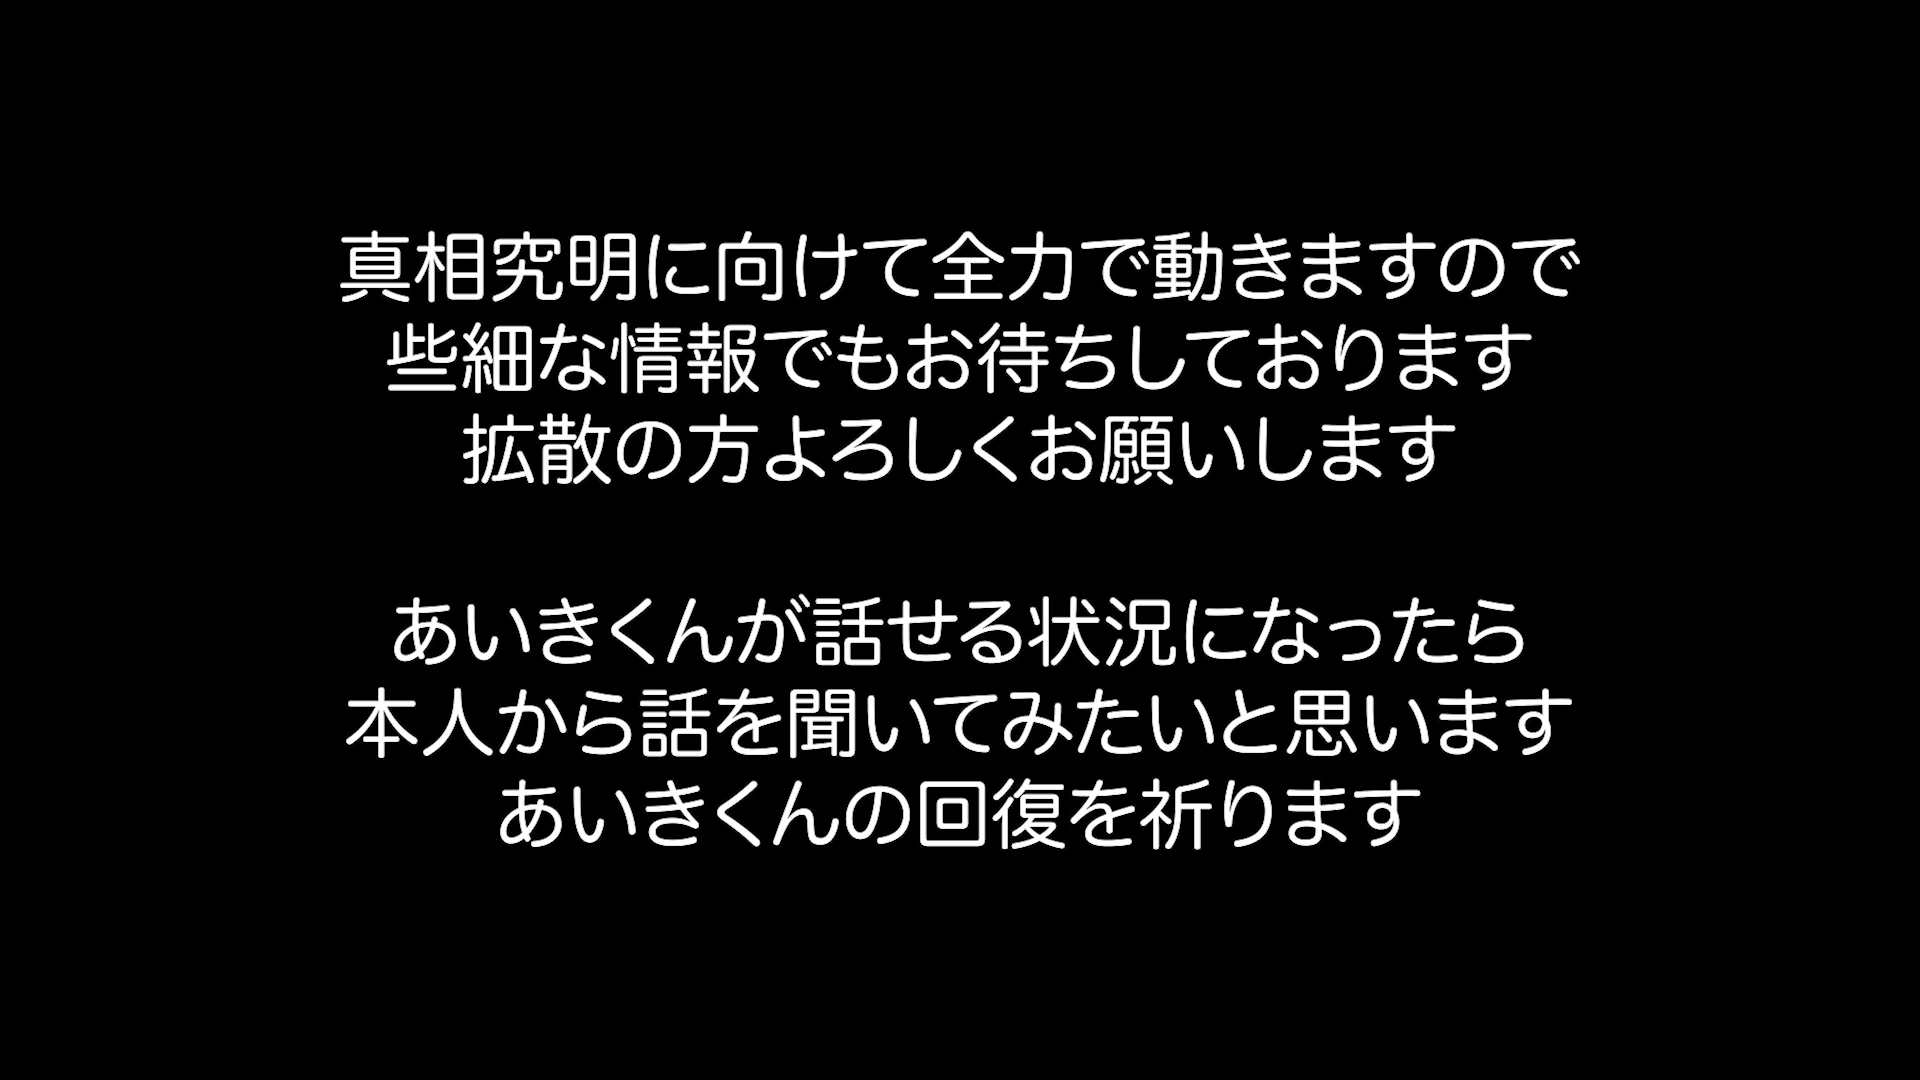 真相究明に向けて全力で動きますので
些細な情報でもお待ちしております
拡散の方よろしくお願いします
あいきくんが話せる状況になったら
本人から話を聞いてみたいと思います
あいきくんの回復を祈ります